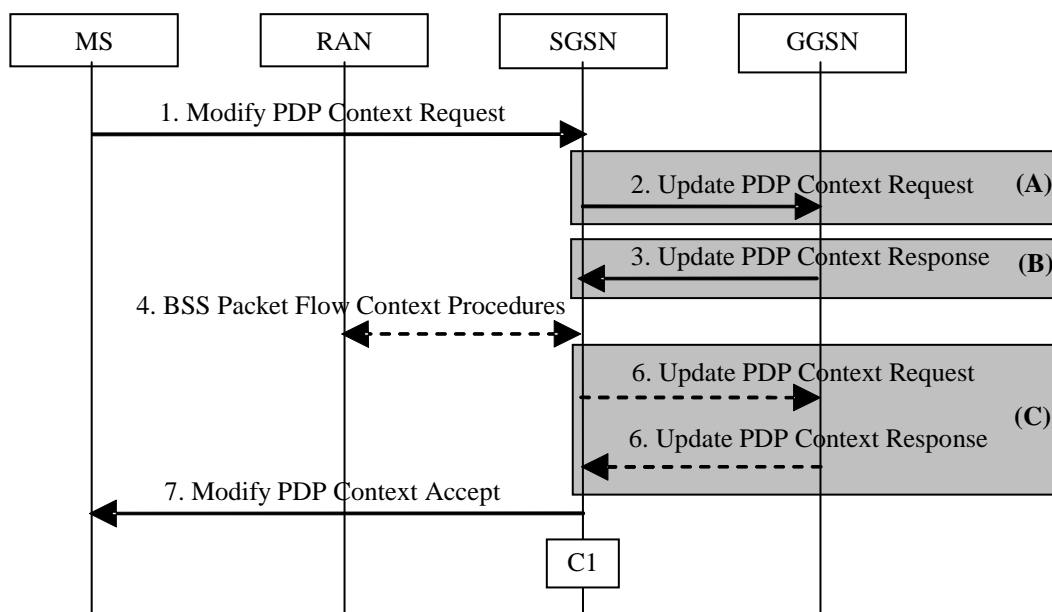 MS
RAN
SGSN
GGSN
1. Modify PDP Context Request
2. Update PDP Context Request
(A)
3. Update PDP Context Response
(B)
4. BSS Packet Flow Context Procedures
6. Update PDP Context Request
(C)
6. Update PDP Context Response
7. Modify PDP Context Accept
C1